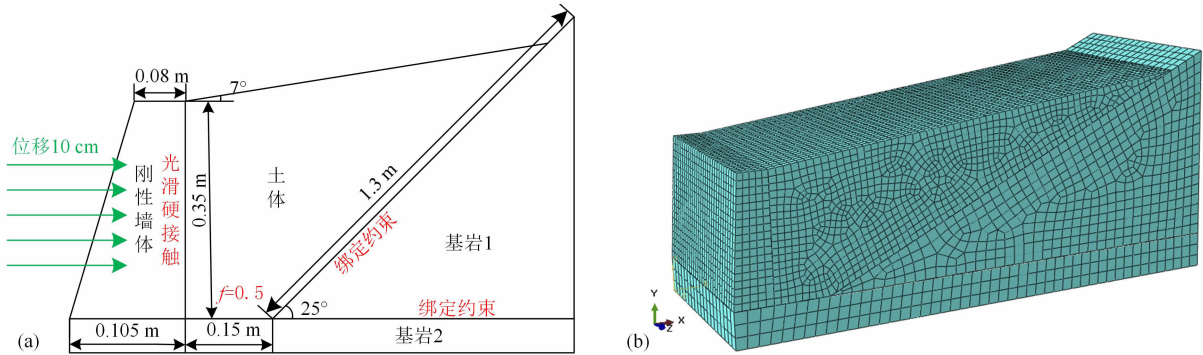 0.08 m
7°
位移10 cm
刚性墙体
光滑硬接触
0.35 m
土体
1.3 m
绑定约束
基岩1
f=0.5
25°
绑定约束
0.105 m
0.15 m
基岩2
(a)
Y
X
Z
(b)